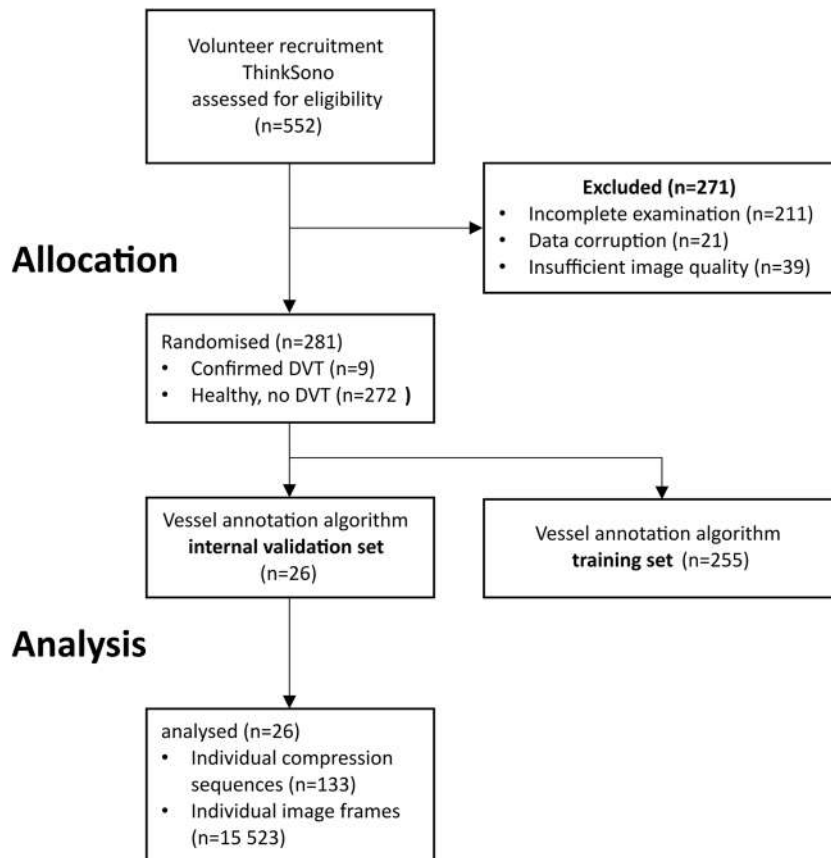 Volunteer recruitment
ThinkSono
assessed for eligibility
(n=552)
Excluded (n=271)
• Incomplete examination (n=211)
• Data corruption (n=21)
• Insufficient image quality (n=39)
Allocation
Randomised (n=281)
• Confirmed DVT (n=9)
• Healthy, no DVT (n=272 )
Vessel annotation algorithm
internal validation set
(n=26)
Vessel annotation algorithm
training set (n=255)
Analysis
analysed (n=26)
• Individual compression
sequences (n=133)
• Individual image frames
(n=15 523)